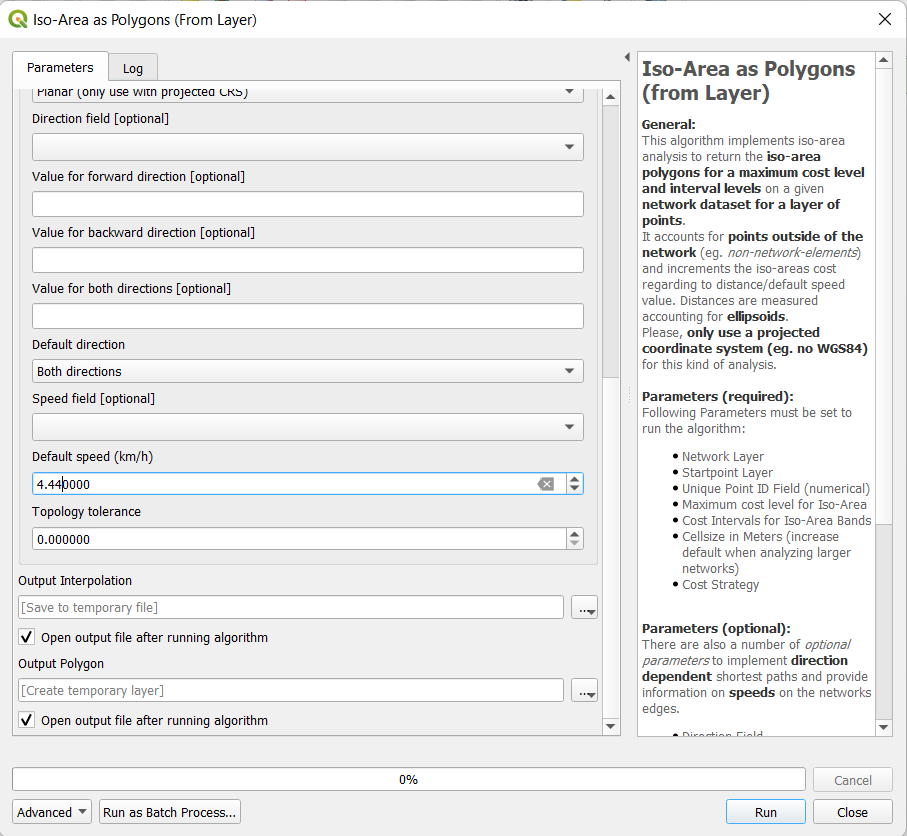 Iso-Area as Polygons (From Layer)
Parameters
Log
Planar (only use with projected CRS)
Direction field [optional]
Value for forward direction [optional]
Value for backward direction [optional]
Value for both directions [optional]
Default direction
Both directions
Speed field [optional]
Default speed (km/h)
4.440000
Topology tolerance
0.000000
Output Interpolation
[Save to temporary file]
...
Open output file after running algorithm
Output Polygon
[Create temporary layer]
...
Open output file after running algorithm
Iso-Area as Polygons
(from Layer)
General:
This algorithm implements iso-area
analysis to return the iso-area
polygons for a maximum cost level
and interval levels on a given
network dataset for a layer of
points.
It accounts for points outside of the
network (eg. non-network-elements)
and increments the iso-areas cost
regarding to distance/default speed
value. Distances are measured
accounting for ellipsoids.
Please, only use a projected
coordinate system (eg. no WGS84)
for this kind of analysis.
Parameters (required):
Following Parameters must be set to
run the algorithm:
• Network Layer
• Startpoint Layer
• Unique Point ID Field (numerical)
• Maximum cost level for Iso-Area
• Cost Intervals for Iso-Area Bands
• Cellsize in Meters (increase
default when analyzing larger
networks)
• Cost Strategy
Parameters (optional):
There are also a number of optional
parameters to implement direction
dependent shortest paths and provide
information on speeds on the networks
edges.
• Direction Field
0%
Cancel
Advanced
Run as Batch Process...
Run
Close